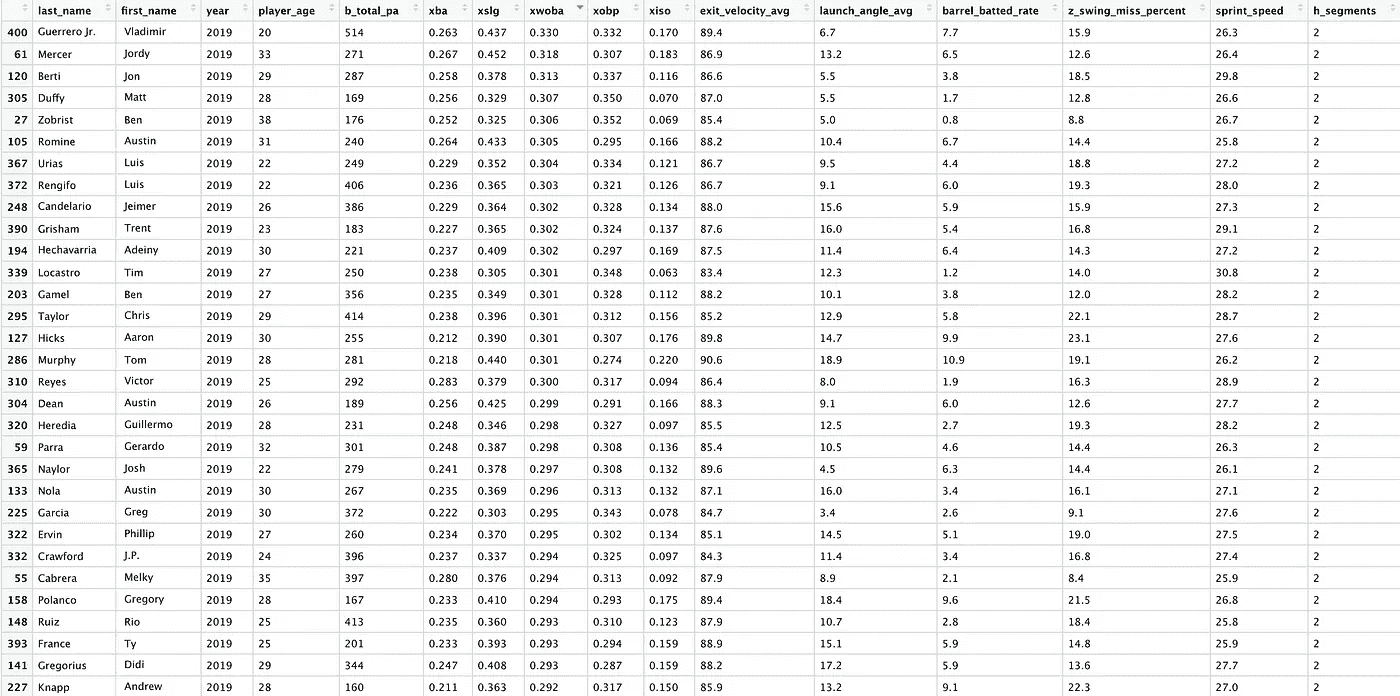 last_name first_name year player_age b_total_pa xba xslg xwoba xobp xiso exit_velocity_avg launch_angle_avg barrel_batted_rate z_swing_miss_percent sprint_speed h_segments
400 Guerrero Jr. Vladimir 2019 20 514 0.263 0.437 0.330 0.332 0.170 89.4 6.7 7.7 15.9 26.3 2
61 Mercer Jordy 2019 33 271 0.267 0.452 0.318 0.307 0.183 86.9 13.2 6.5 12.6 26.4 2
120 Berti Jon 2019 29 287 0.258 0.378 0.313 0.337 0.116 86.6 5.5 3.8 18.5 29.8 2
305 Duffy Matt 2019 28 169 0.256 0.329 0.307 0.350 0.070 87.0 5.5 1.7 12.8 26.6 2
27 Zobrist Ben 2019 38 176 0.252 0.325 0.306 0.352 0.069 85.4 5.0 0.8 8.8 26.7 2
105 Romine Austin 2019 31 240 0.264 0.433 0.305 0.295 0.166 88.2 10.4 6.7 14.4 25.8 2
367 Urias Luis 2019 22 249 0.229 0.352 0.304 0.334 0.121 86.7 9.5 4.4 18.8 27.2 2
372 Rengifo Luis 2019 22 406 0.236 0.365 0.303 0.321 0.126 86.7 9.1 6.0 19.3 28.0 2
248 Candelario Jeimer 2019 26 386 0.229 0.364 0.302 0.328 0.134 88.0 15.6 5.9 15.9 27.3 2
390 Grisham Trent 2019 23 183 0.227 0.365 0.302 0.324 0.137 87.6 16.0 5.4 16.8 29.1 2
194 Hechavarria Adeiny 2019 30 221 0.237 0.409 0.302 0.297 0.169 87.5 11.4 6.4 14.3 27.2 2
339 Locastro Tim 2019 27 250 0.238 0.305 0.301 0.348 0.063 83.4 12.3 1.2 14.0 30.8 2
203 Gamel Ben 2019 27 356 0.235 0.349 0.301 0.328 0.112 88.2 10.1 3.8 12.0 28.2 2
295 Taylor Chris 2019 29 414 0.238 0.396 0.301 0.312 0.156 85.2 12.9 5.8 22.1 28.7 2
127 Hicks Aaron 2019 30 255 0.212 0.390 0.301 0.307 0.176 89.8 14.7 9.9 23.1 27.6 2
286 Murphy Tom 2019 28 281 0.218 0.440 0.301 0.274 0.220 90.6 18.9 10.9 19.1 26.2 2
310 Reyes Victor 2019 25 292 0.283 0.379 0.300 0.317 0.094 86.4 8.0 1.9 16.3 28.9 2
304 Dean Austin 2019 26 189 0.256 0.425 0.299 0.291 0.166 88.3 9.1 6.0 12.6 27.7 2
320 Heredia Guillermo 2019 28 231 0.248 0.346 0.298 0.327 0.097 85.5 12.5 2.7 19.3 28.2 2
59 Parra Gerardo 2019 32 301 0.248 0.387 0.298 0.308 0.136 85.4 10.5 4.6 14.4 26.3 2
365 Naylor Josh 2019 22 279 0.241 0.378 0.297 0.308 0.132 89.6 4.5 6.3 14.4 26.1 2
133 Nola Austin 2019 30 267 0.235 0.369 0.296 0.313 0.132 87.1 16.0 3.4 16.1 27.1 2
225 Garcia Greg 2019 30 372 0.222 0.303 0.295 0.343 0.078 84.7 3.4 2.6 9.1 27.6 2
322 Ervin Phillip 2019 27 260 0.234 0.370 0.295 0.302 0.134 85.1 14.5 5.1 19.0 27.5 2
332 Crawford J.P. 2019 24 396 0.237 0.337 0.294 0.325 0.097 84.3 11.4 3.4 16.8 27.4 2
55 Cabrera Melky 2019 35 397 0.280 0.376 0.294 0.313 0.092 87.9 8.9 2.1 8.4 25.9 2
158 Polanco Gregory 2019 28 167 0.233 0.410 0.294 0.293 0.175 89.4 18.4 9.6 21.5 26.8 2
148 Ruiz Rio 2019 25 413 0.235 0.360 0.293 0.310 0.123 87.9 10.7 2.8 18.4 25.8 2
393 France Ty 2019 25 201 0.233 0.393 0.293 0.294 0.159 88.9 15.1 5.9 14.8 25.9 2
141 Gregorius Didi 2019 29 344 0.247 0.408 0.293 0.287 0.159 88.2 17.2 5.9 13.6 27.7 2
227 Knapp Andrew 2019 28 160 0.211 0.363 0.292 0.317 0.150 85.9 13.2 9.1 22.3 27.0 2